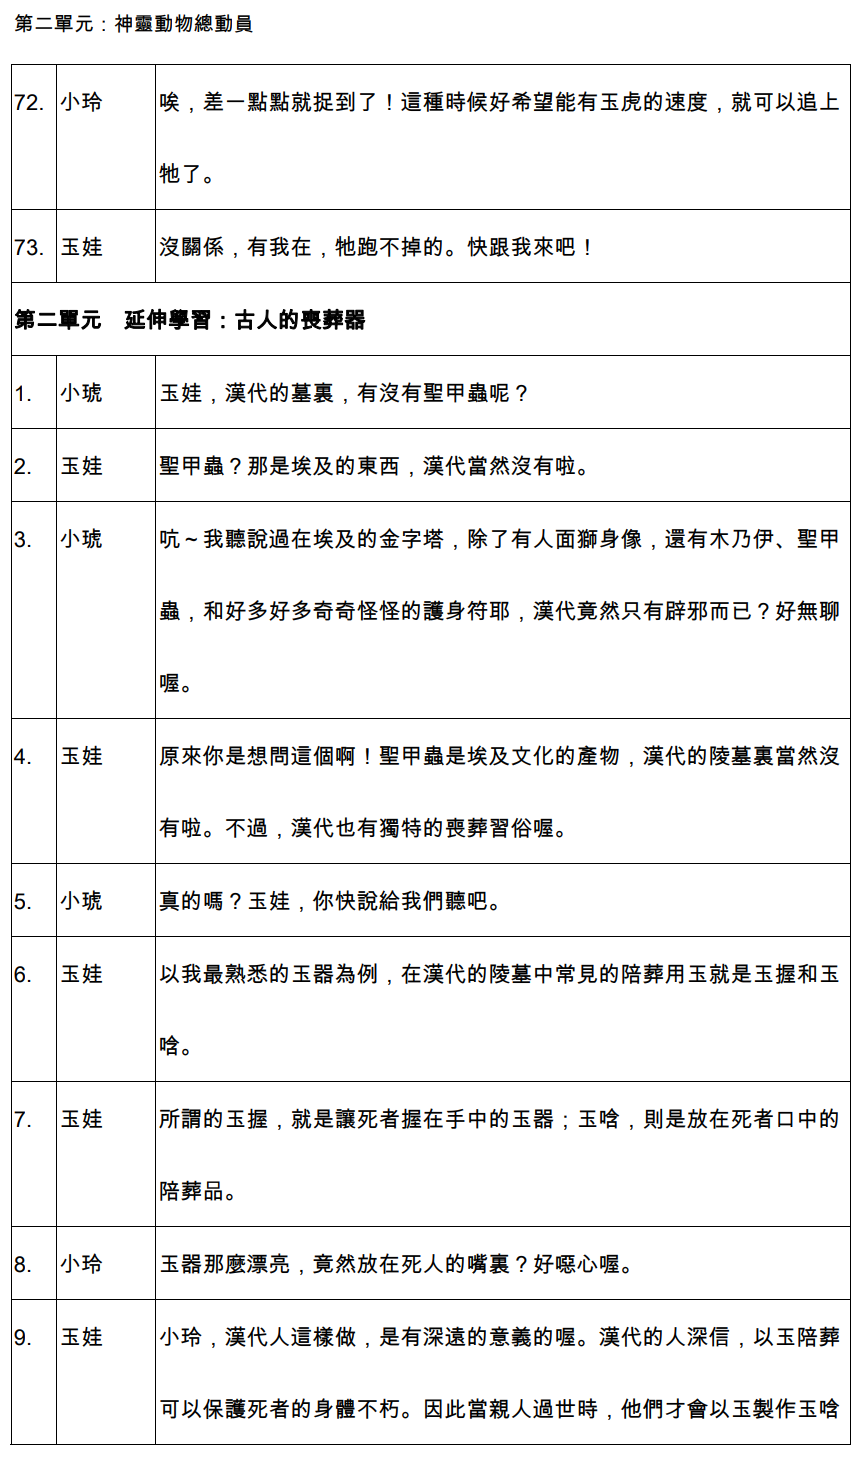 第二單元：神靈動物總動員
72. 小玲 唉，差一點點就捉到了！這種時候好希望能有玉虎的速度，就可以追上
牠了。
73. 玉娃 沒關係，有我在，牠跑不掉的。快跟我來吧！
第二單元　延伸學習：古人的喪葬器
1. 小琥 玉娃，漢代的墓裏，有沒有聖甲蟲呢？
2. 玉娃 聖甲蟲？那是埃及的東西，漢代當然沒有啦。
3. 小琥 吭～我聽說過在埃及的金字塔，除了有人面獅身像，還有木乃伊、聖甲
蟲，和好多好多奇奇怪怪的護身符耶，漢代竟然只有辟邪而已？好無聊
喔。
4. 玉娃 原來你是想問這個啊！聖甲蟲是埃及文化的產物，漢代的陵墓裏當然沒
有啦。不過，漢代也有獨特的喪葬習俗喔。
5. 小琥 真的嗎？玉娃，你快說給我們聽吧。
6. 玉娃 以我最熟悉的玉器為例，在漢代的陵墓中常見的陪葬用玉就是玉握和玉
唅。
7. 玉娃 所謂的玉握，就是讓死者握在手中的玉器；玉唅，則是放在死者口中的
陪葬品。
8. 小玲 玉器那麼漂亮，竟然放在死人的嘴裏？好噁心喔。
9. 玉娃 小玲，漢代人這樣做，是有深遠的意義的喔。漢代的人深信，以玉陪葬
可以保護死者的身體不朽。因此當親人過世時，他們才會以玉製作玉唅